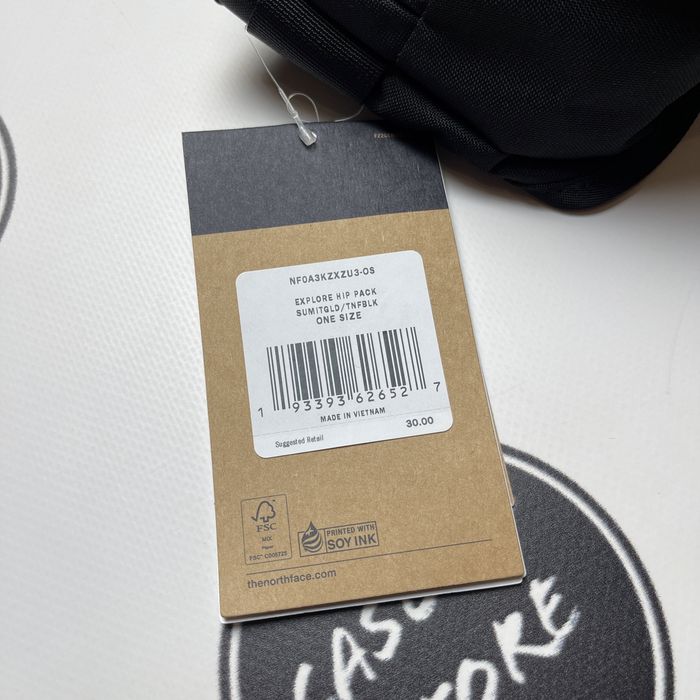 NF0A3KZXZU3-OS
EXPLORE HIP PACK
SUMITGLD/TNFBLK
ONE SIZE
1 93393 62652 7
MADE IN VIETNAM
Suggested Retail 30.00
FSC
MIX
Paper
PRINTED WITH
SOY INK
thenorthface.com